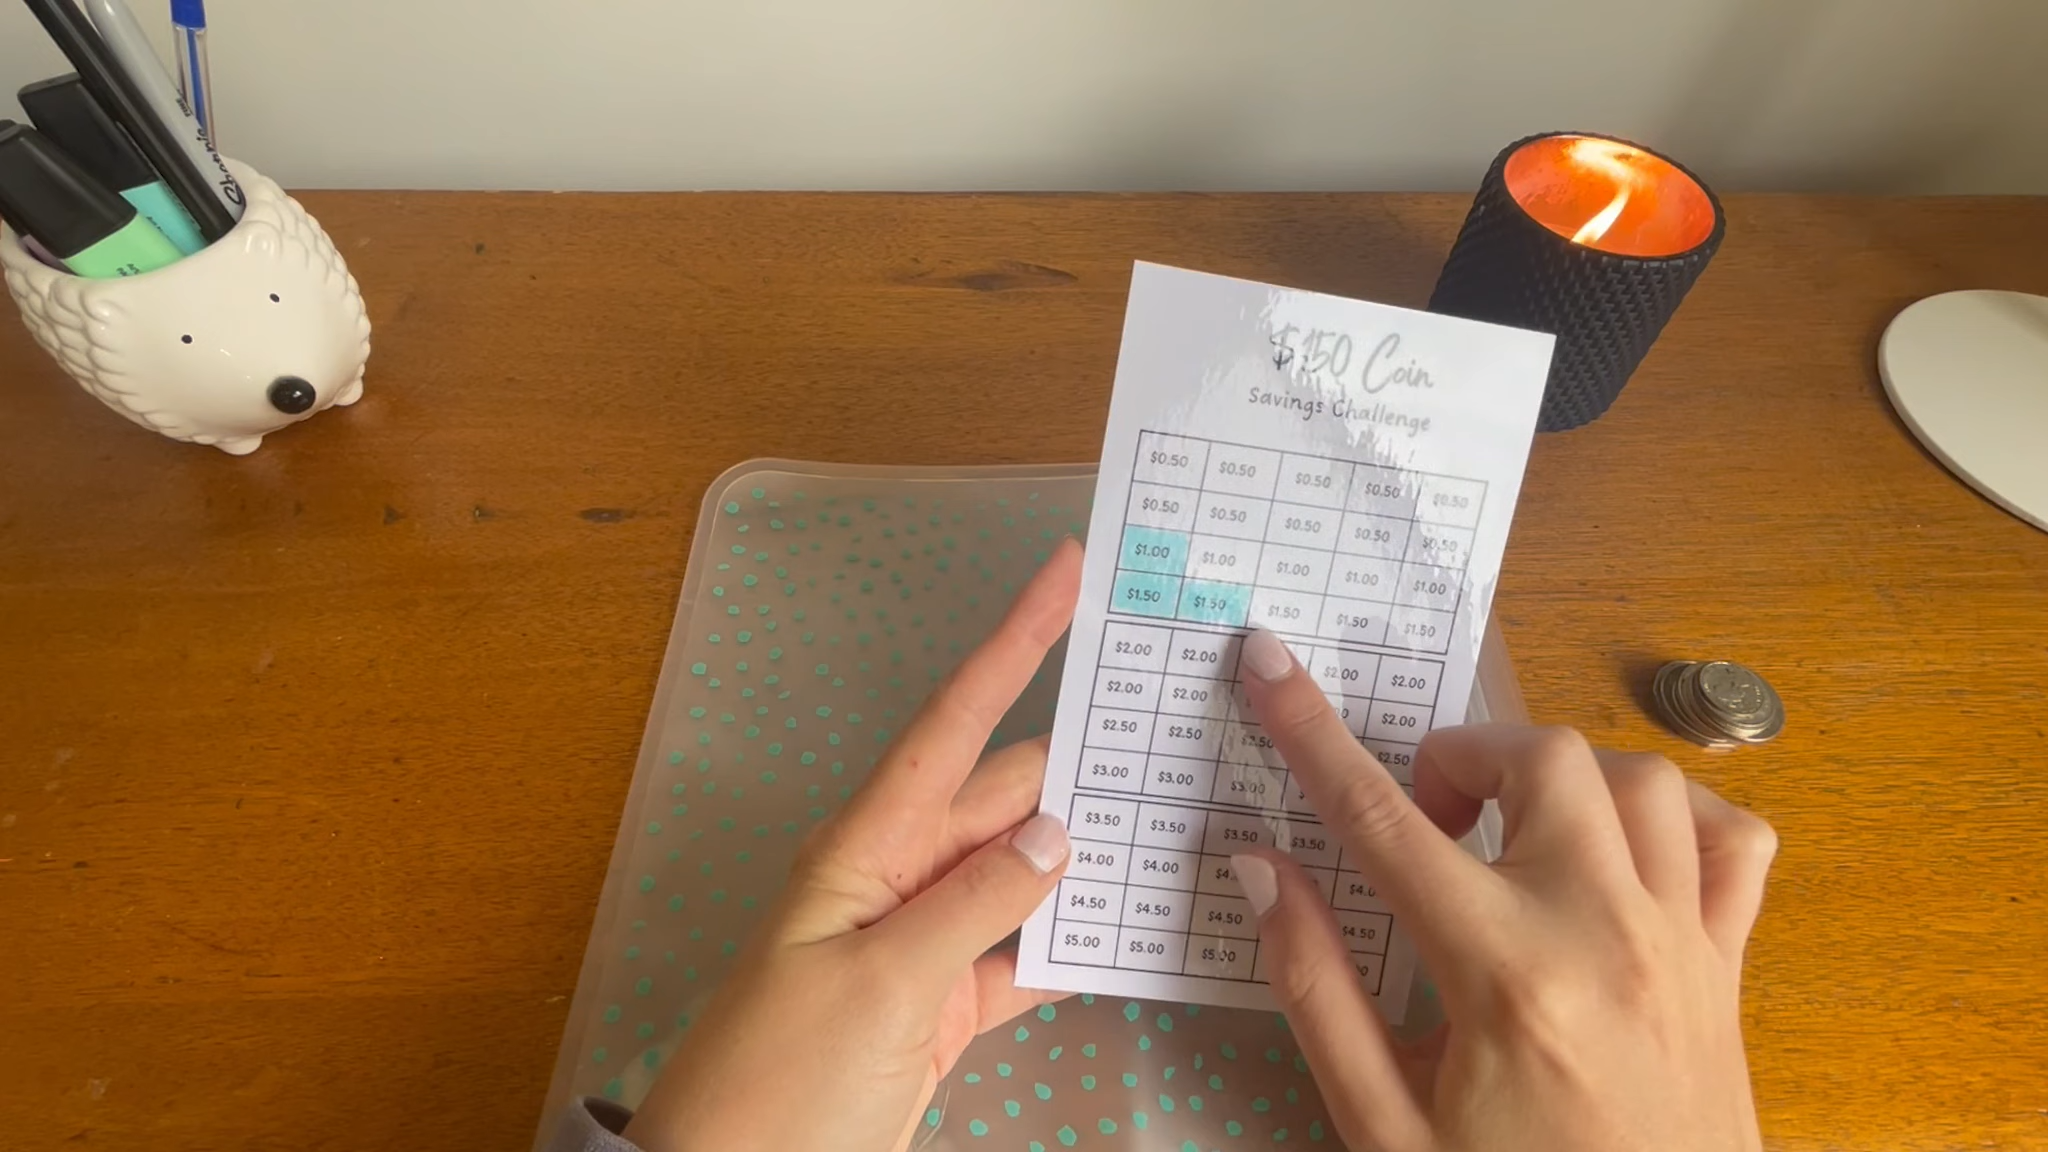 Sharpie
$150 Coin
Savings Challenge
$0.50 $0.50 $0.50 $0.50 $0.50
$0.50 $0.50 $0.50 $0.50 $0.50
$1.00 $1.00 $1.00 $1.00 $1.00
$1.50 $1.50 $1.50 $1.50 $1.50
$2.00 $2.00 $2.00 $2.00
$2.00 $2.00 $2.00
$2.50 $2.50 $2.50 $2.50
$3.00 $3.00 $3.00
$3.50 $3.50 $3.50 $3.50
$4.00 $4.00
$4.50 $4.50 $4.50 $4.50
$5.00 $5.00 $5.00